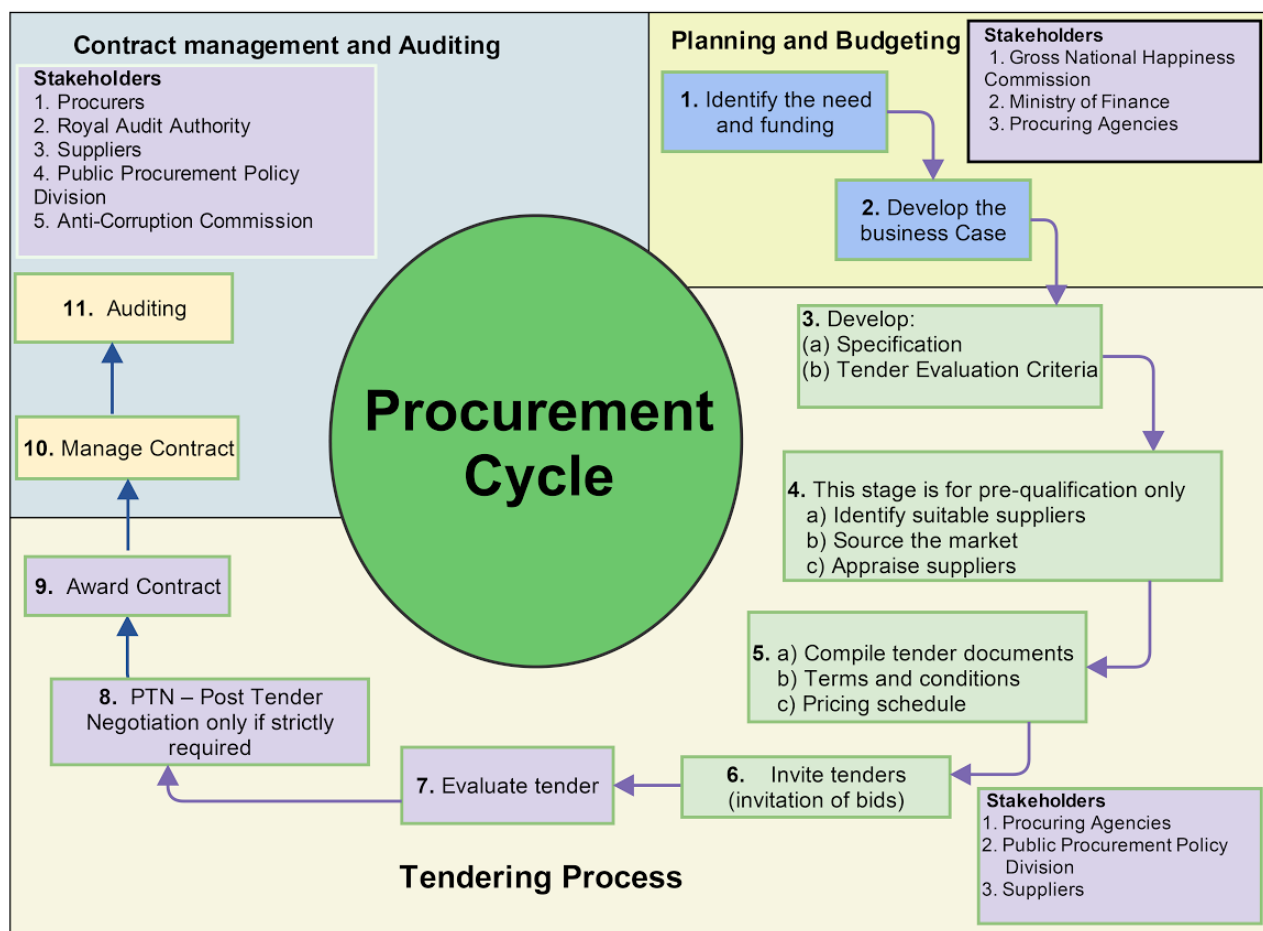 Contract management and Auditing
Stakeholders
1. Procurers
2. Royal Audit Authority
3. Suppliers
4. Public Procurement Policy
Division
5. Anti-Corruption Commission
Planning and Budgeting
Stakeholders
1. Gross National Happiness
Commission
2. Ministry of Finance
3. Procuring Agencies
1. Identify the need
and funding
2. Develop the
business Case
3. Develop:
(a) Specification
(b) Tender Evaluation Criteria
4. This stage is for pre-qualification only
a) Identify suitable suppliers
b) Source the market
c) Appraise suppliers
5. a) Compile tender documents
b) Terms and conditions
c) Pricing schedule
6. Invite tenders
(invitation of bids)
7. Evaluate tender
8. PTN – Post Tender
Negotiation only if strictly
required
9. Award Contract
10. Manage Contract
11. Auditing
Procurement
Cycle
Tendering Process
Stakeholders
1. Procuring Agencies
2. Public Procurement Policy
Division
3. Suppliers